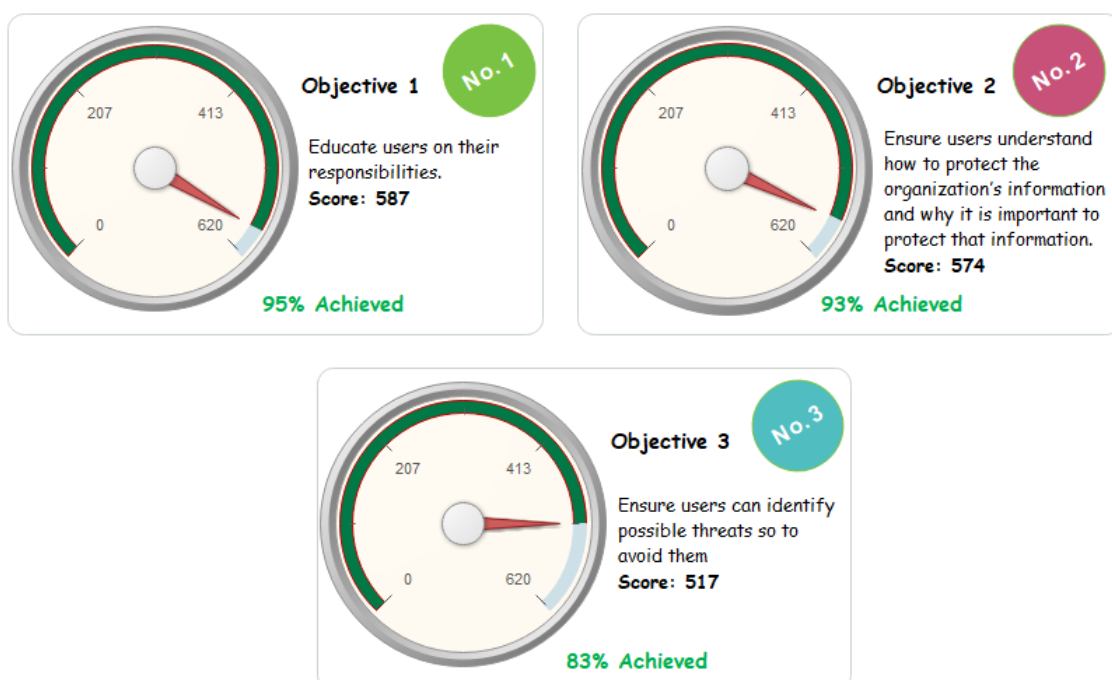 No.1
Objective 1
207
413
Educate users on their
responsibilities.
Score: 587
0
620
95% Achieved
No.2
Objective 2
207
413
Ensure users understand
how to protect the
organization's information
and why it is important to
protect that information.
Score: 574
0
620
93% Achieved
No.3
Objective 3
207
413
Ensure users can identify
possible threats so to
avoid them
Score: 517
0
620
83% Achieved